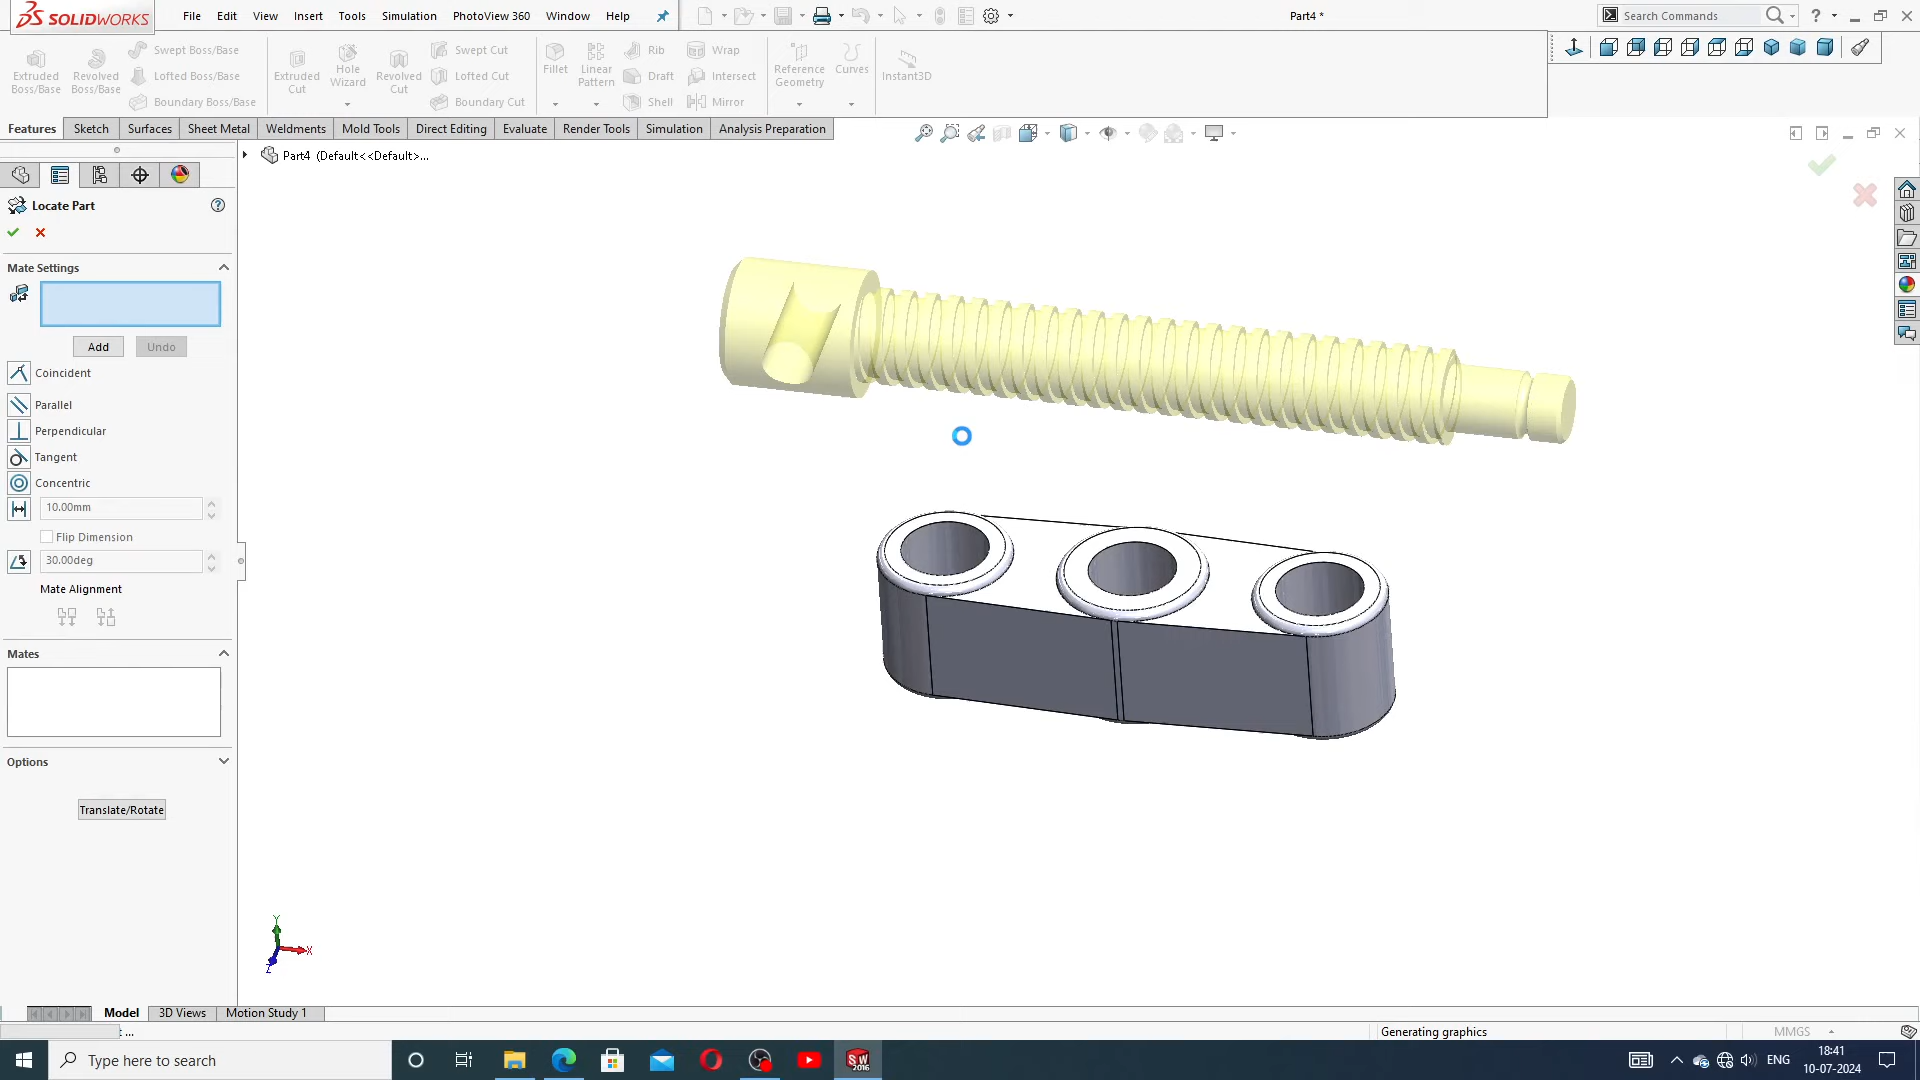 SOLIDWORKS
File Edit View Insert Tools Simulation PhotoView 360 Window Help
Part4 *
Search Commands
Extruded Boss/Base
Revolved Boss/Base
Swept Boss/Base
Lofted Boss/Base
Boundary Boss/Base
Extruded Cut
Hole Wizard
Revolved Cut
Swept Cut
Lofted Cut
Boundary Cut
Fillet
Linear Pattern
Rib
Draft
Shell
Wrap
Intersect
Mirror
Reference Geometry
Curves
Instant3D
Features Sketch Surfaces Sheet Metal Weldments Mold Tools Direct Editing Evaluate Render Tools Simulation Analysis Preparation
Part4 (Default<<Default>...
Locate Part
Mate Settings
Add Undo
Coincident
Parallel
Perpendicular
Tangent
Concentric
10.00mm
Flip Dimension
30.00deg
Mate Alignment
Mates
Options
Translate/Rotate
Y
X
Z
Model 3D Views Motion Study 1
Generating graphics
MMGS
Type here to search
SW
2016
ENG
18:41
10-07-2024